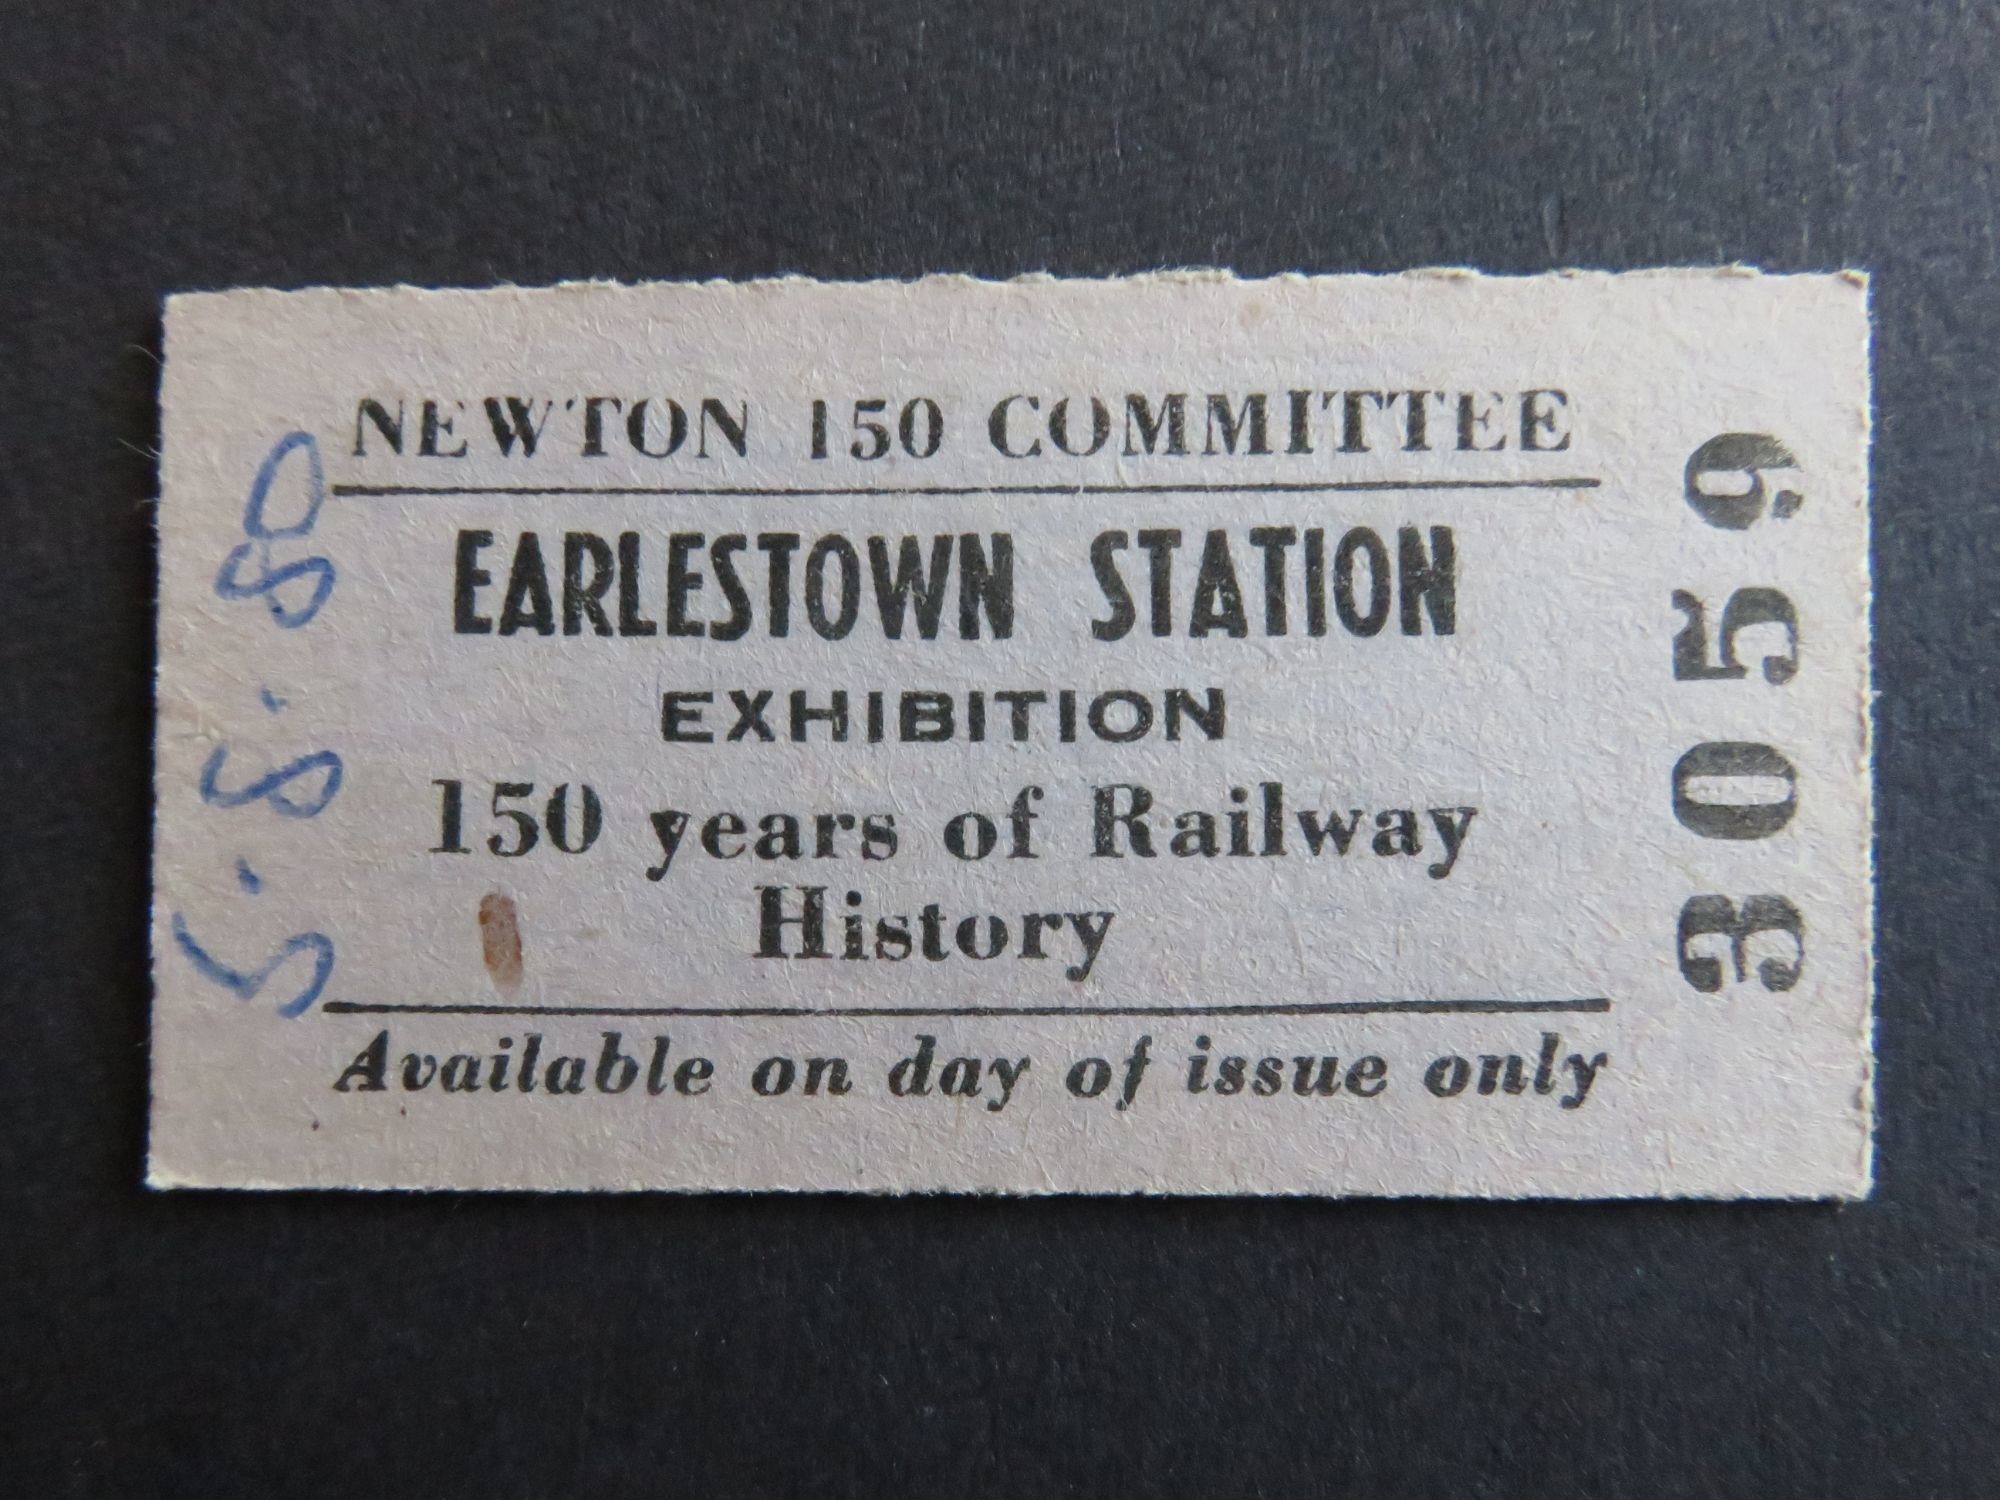 NEWTON 150 COMMITTEE
EARLESTOWN STATION
EXHIBITION
150 years of Railway
History
Available on day of issue only
3059
5.8.80